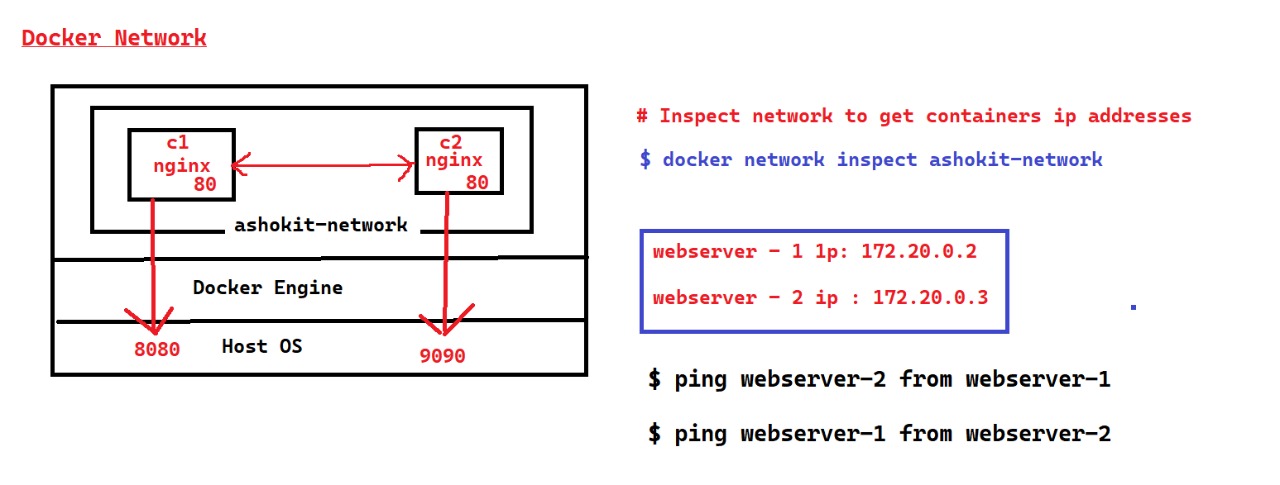 Docker Network
c1
nginx
80
c2
nginx
80
ashokit-network
Docker Engine
Host OS
8080
9090
# Inspect network to get containers ip addresses
$ docker network inspect ashokit-network
webserver - 1 1p: 172.20.0.2
webserver - 2 ip : 172.20.0.3
$ ping webserver-2 from webserver-1
$ ping webserver-1 from webserver-2